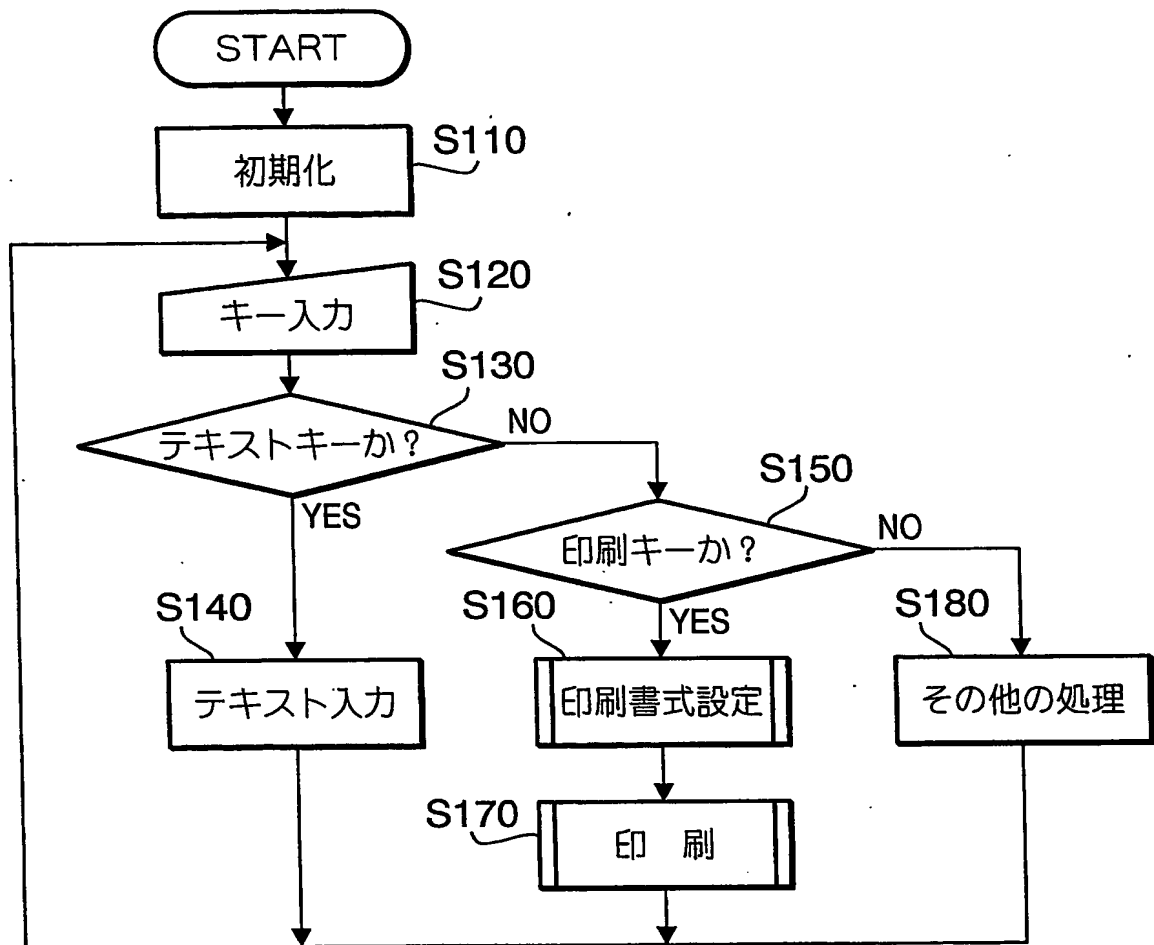 START
S110
初期化
S120
キー入力
S130
テキストキーか?
NO
YES
S150
印刷キーか?
NO
YES
S140
テキスト入力
S160
印刷書式設定
S180
その他の処理
S170
印 刷